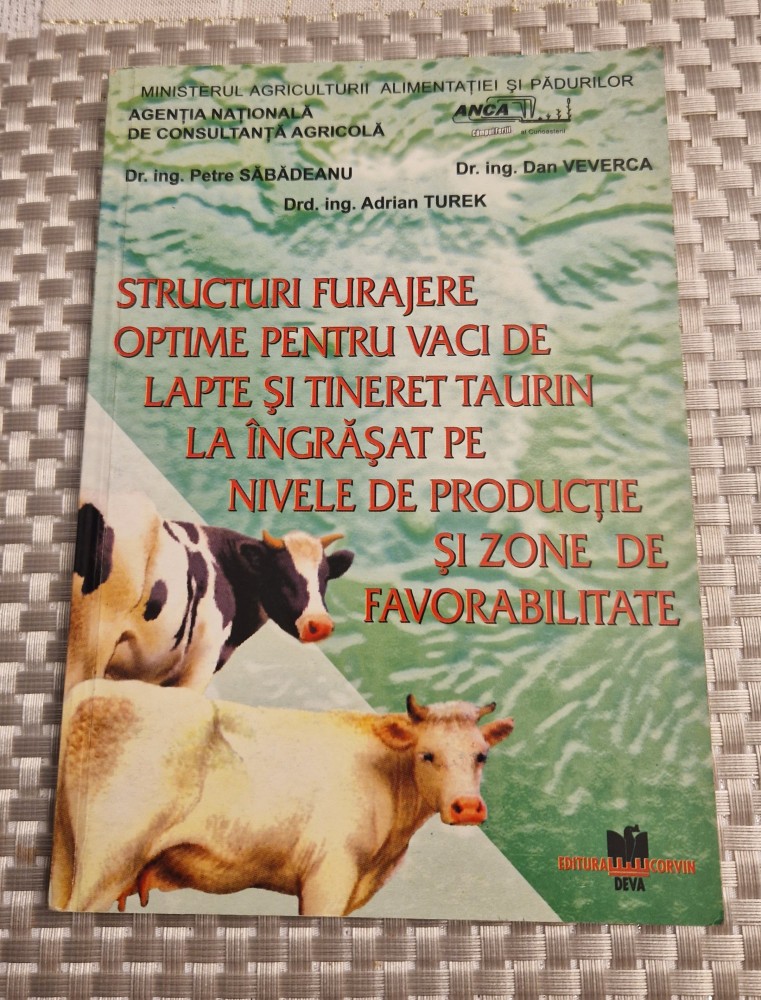 MINISTERUL AGRICULTURII ALIMENTAȚIEI ȘI PĂDURILOR
AGENȚIA NAȚIONALĂ
DE CONSULTANȚĂ AGRICOLĂ
ANCA
al Cunoașterii
Dr. ing. Petre SĂBĂDEANU
Dr. ing. Dan VEVERCA
Drd. ing. Adrian TUREK
STRUCTURI FURAJERE
OPTIME PENTRU VACI DE
LAPTE ȘI TINERET TAURIN
LA ÎNGRĂȘAT PE
NIVELE DE PRODUCȚIE
ȘI ZONE DE
FAVORABILITATE
EDITURA CORVIN
DEVA